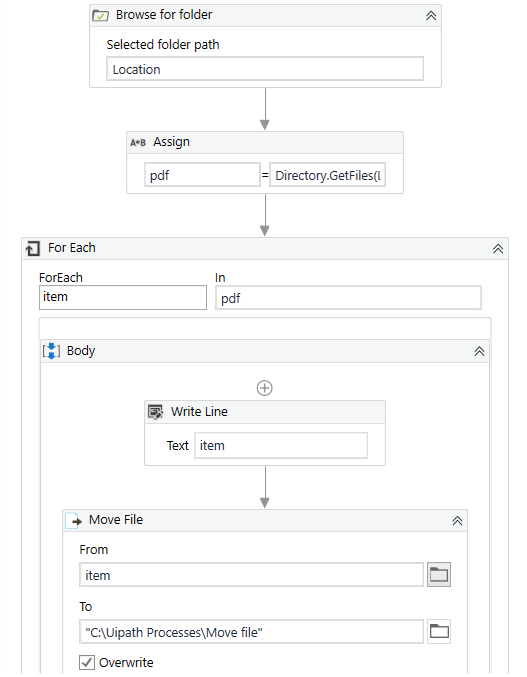 Browse for folder
Selected folder path
Location
A↔B Assign
pdf = Directory.GetFiles(L
For Each
ForEach In
item pdf
Body
Write Line
Text item
Move File
From
item
To
"C:\Uipath Processes\Move file"
Overwrite